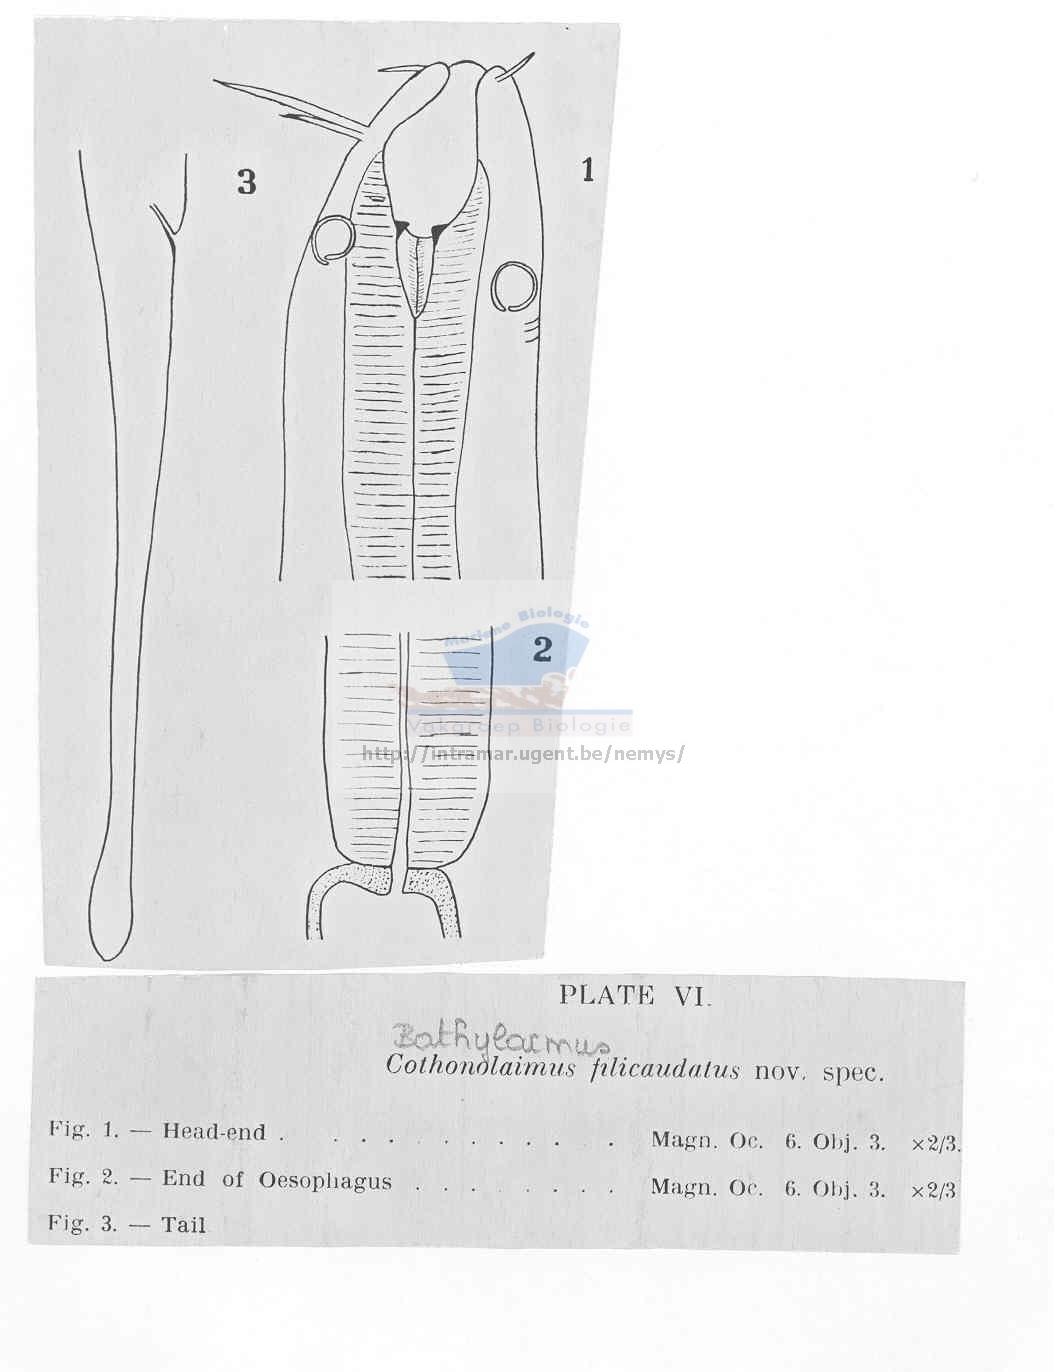 3
1
2
Mariene Biologie
Vakgroep Biologie
http://intramar.ugent.be/nemys/
PLATE VI.
Bathylaimus
Cothonolaimus filicaudatus nov. spec.
Fig. 1. — Head-end . . . . . . . . . . . . Magn. Oc. 6. Obj. 3. ×2/3.
Fig. 2. — End of Oesophagus . . . . . . . . Magn. Oc. 6. Obj. 3. ×2/3
Fig. 3. — Tail